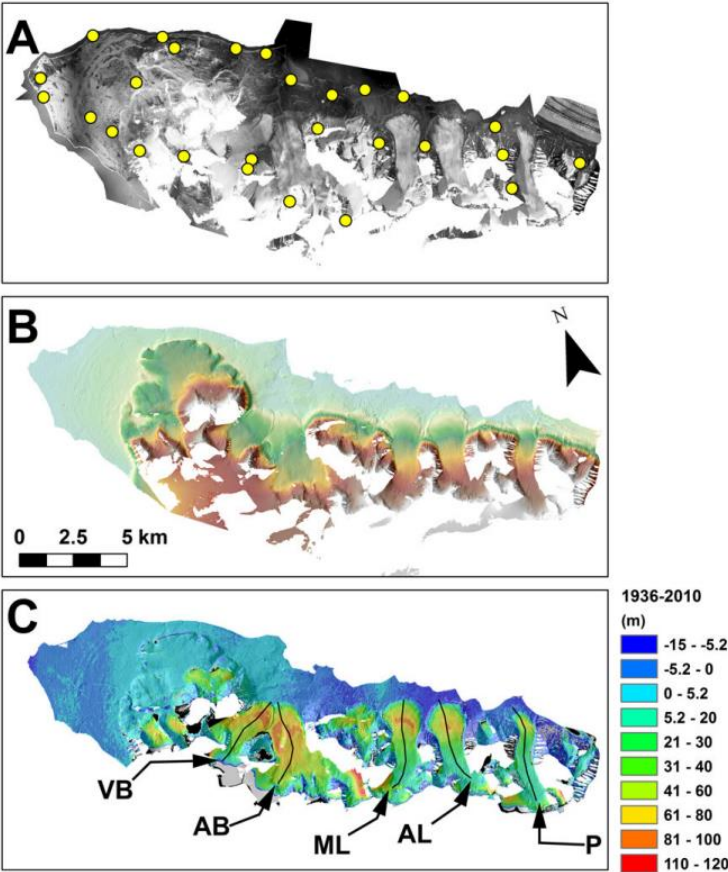 A
B
N
0 2.5 5 km
C
1936-2010
(m)
-15 - -5.2
-5.2 - 0
0 - 5.2
5.2 - 20
21 - 30
31 - 40
41 - 60
61 - 80
81 - 100
110 - 120
VB
AB
ML
AL
P